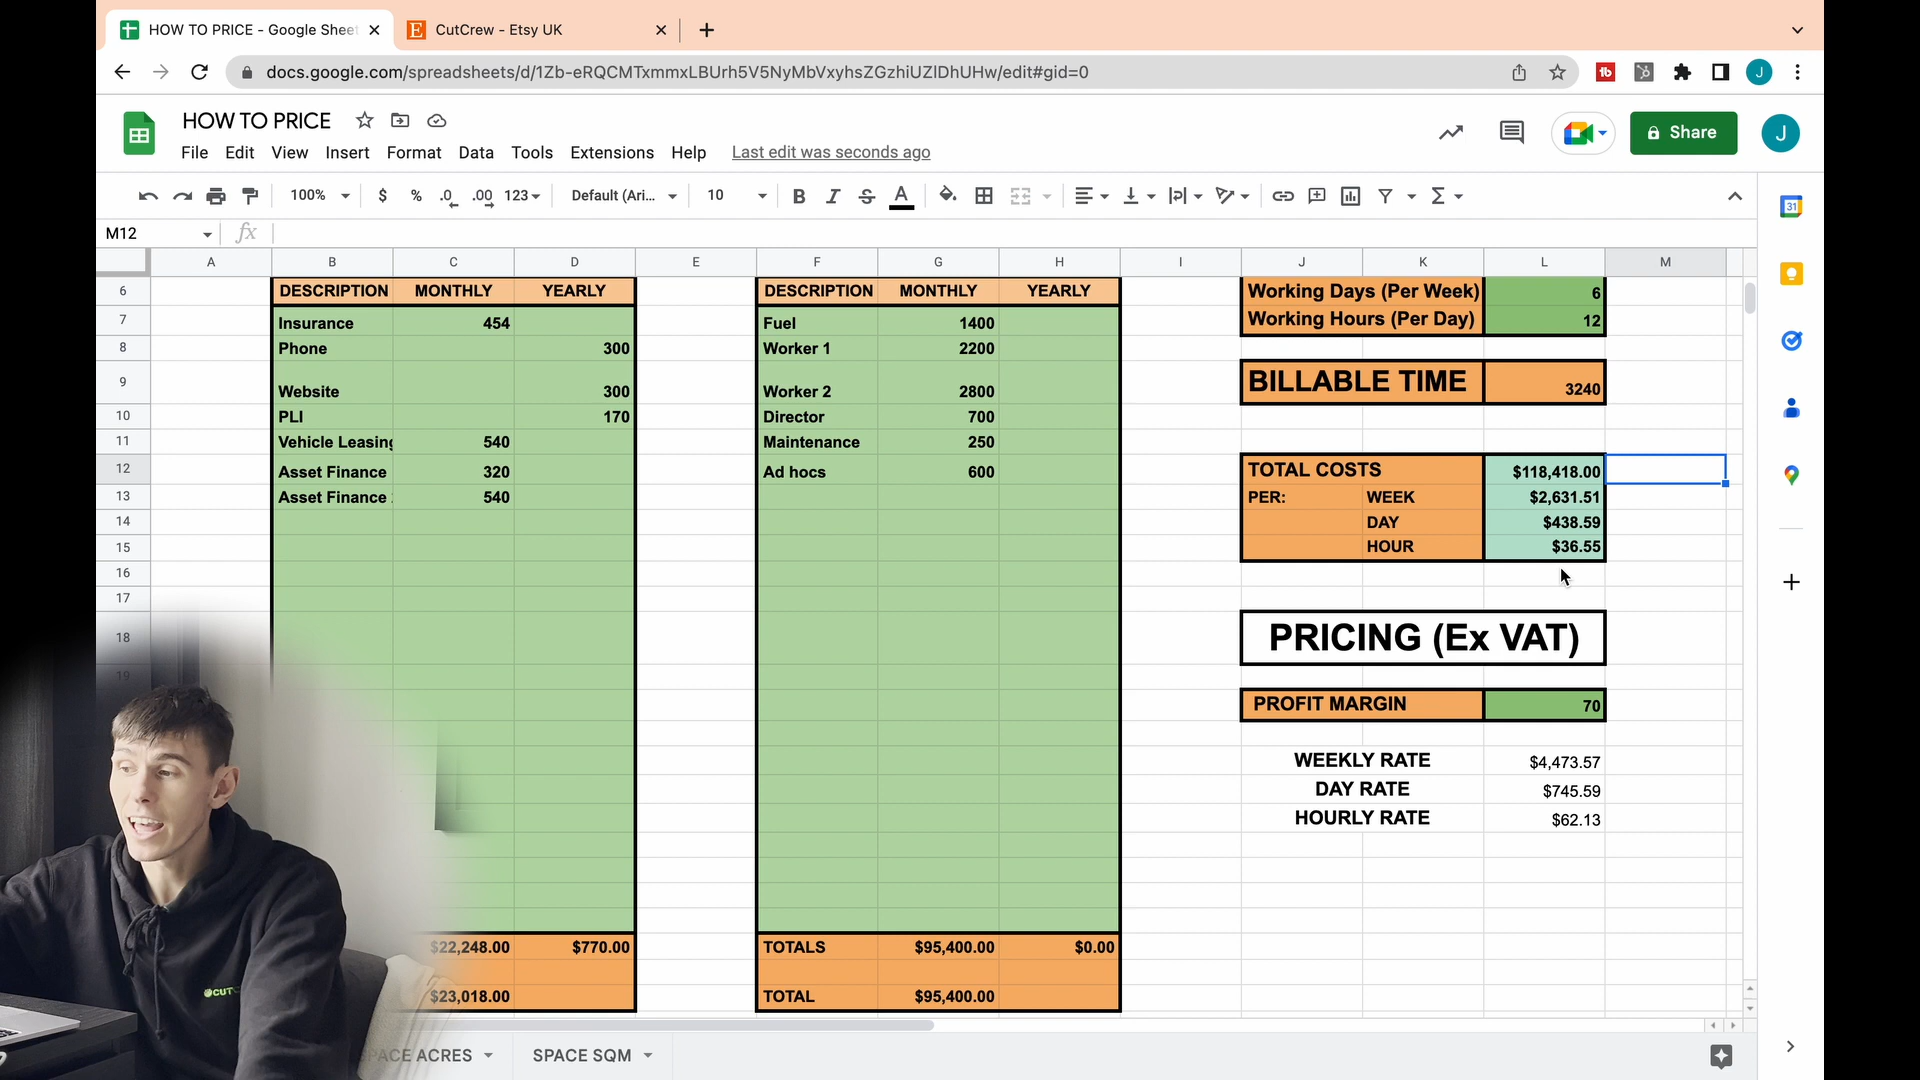 HOW TO PRICE - Google Sheet
CutCrew - Etsy UK
docs.google.com/spreadsheets/d/1Zb-eRQCMTxmmxLBUrh5V5NyMbVxyhsZGzhiUZIDhUHw/edit#gid=0
HOW TO PRICE
Share
J
File Edit View Insert Format Data Tools Extensions Help Last edit was seconds ago
100% $ % .0 .00 123 Default (Ari... 10 B I S A
M12 fx
A B C D E F G H I J K L M
6 DESCRIPTION MONTHLY YEARLY DESCRIPTION MONTHLY YEARLY Working Days (Per Week) 6
7 Insurance 454 Fuel 1400 Working Hours (Per Day) 12
8 Phone 300 Worker 1 2200
9 Website 300 Worker 2 2800 BILLABLE TIME 3240
10 PLI 170 Director 700
11 Vehicle Leasing 540 Maintenance 250
12 Asset Finance 320 Ad hocs 600 TOTAL COSTS $118,418.00
13 Asset Finance 540 PER: WEEK $2,631.51
14 DAY $438.59
15 HOUR $36.55
16
17
18 PRICING (Ex VAT)
19
PROFIT MARGIN 70
WEEKLY RATE $4,473.57
DAY RATE $745.59
HOURLY RATE $62.13
$22,248.00 $770.00 TOTALS $95,400.00 $0.00
$23,018.00 TOTAL $95,400.00
SPACE ACRES SPACE SQM
CUT